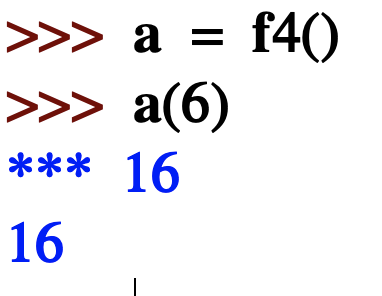 >>> a = f4()
>>> a(6)
*** 16
16